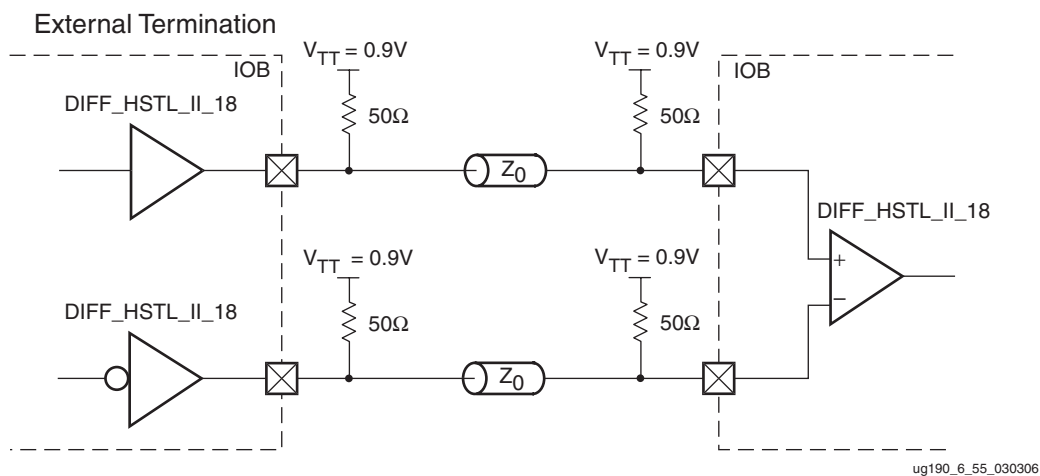 External Termination
V_TT = 0.9V
V_TT = 0.9V
IOB
IOB
DIFF_HSTL_II_18
50Ω
50Ω
Z_0
DIFF_HSTL_II_18
+
−
V_TT = 0.9V
V_TT = 0.9V
DIFF_HSTL_II_18
50Ω
50Ω
Z_0
ug190_6_55_030306